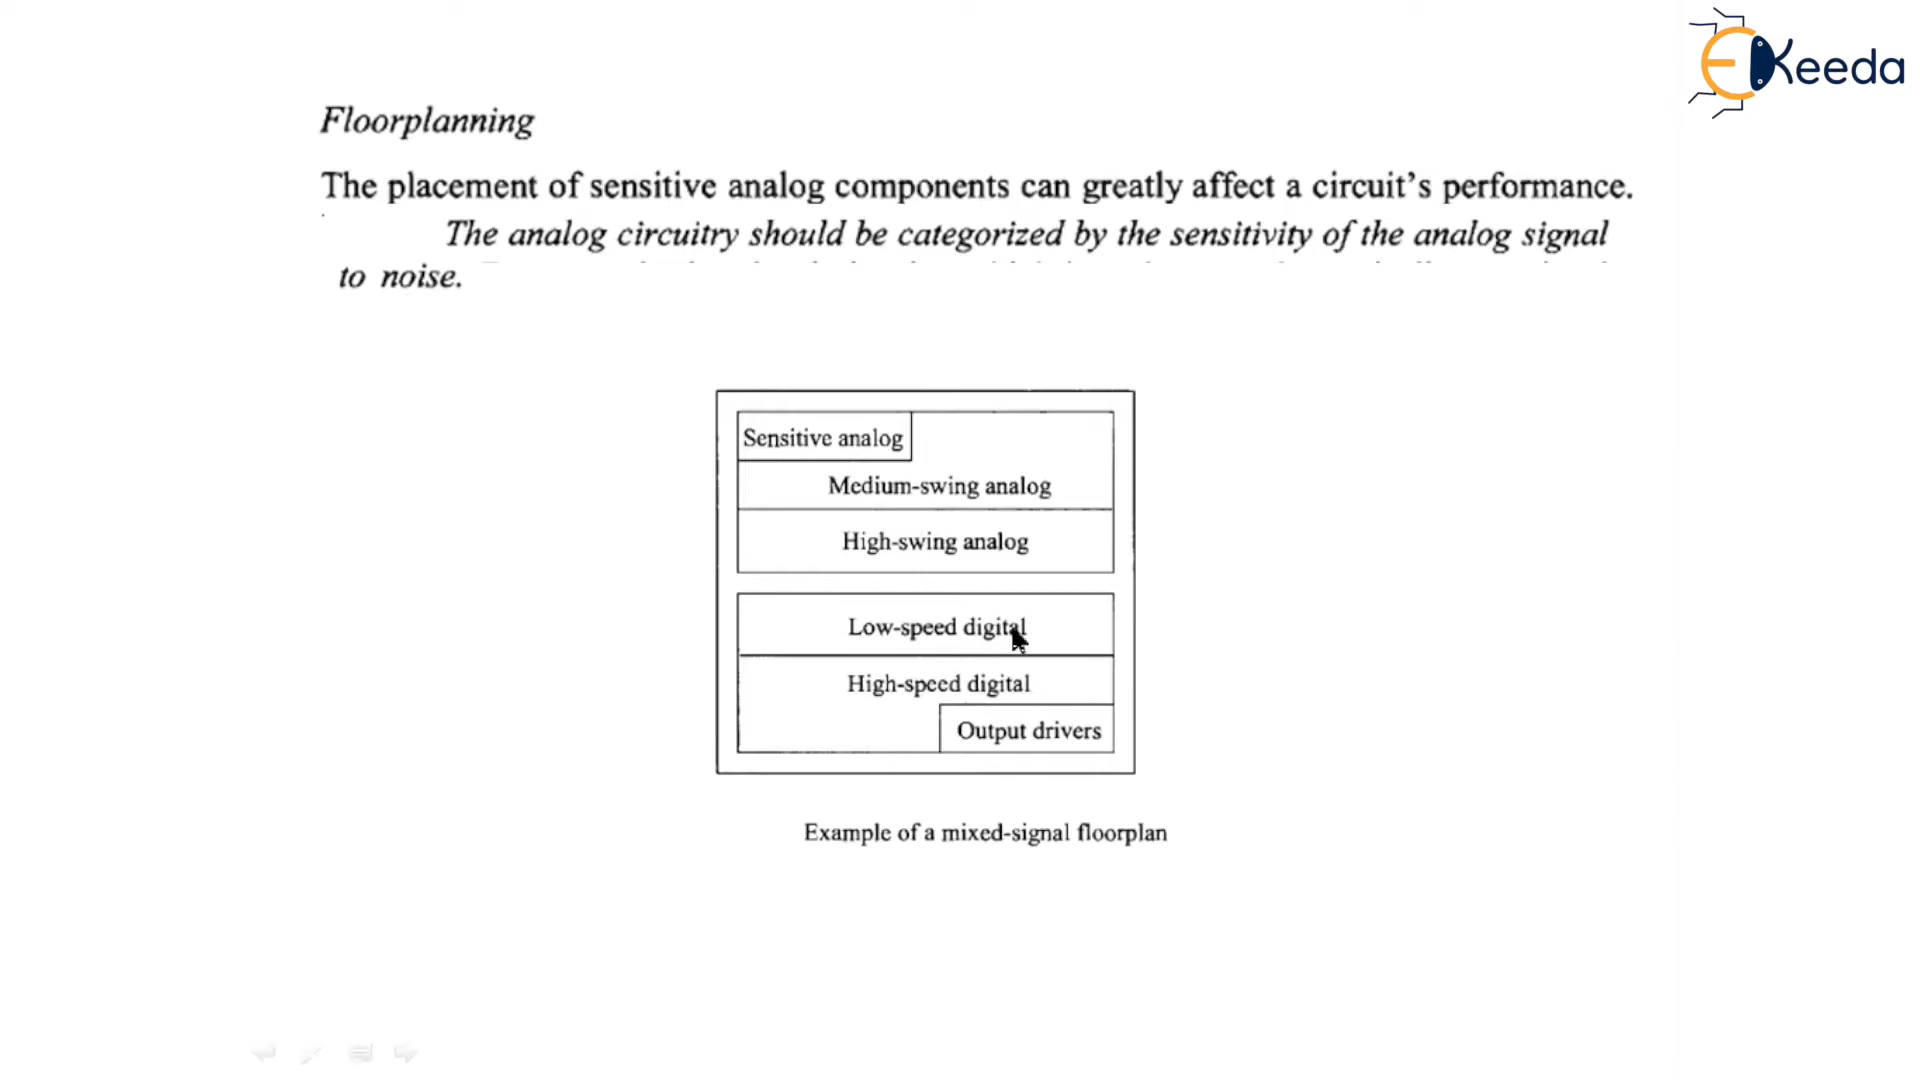 EKeeda
Floorplanning
The placement of sensitive analog components can greatly affect a circuit's performance.
The analog circuitry should be categorized by the sensitivity of the analog signal
to noise.
Sensitive analog
Medium-swing analog
High-swing analog
Low-speed digital
High-speed digital
Output drivers
Example of a mixed-signal floorplan